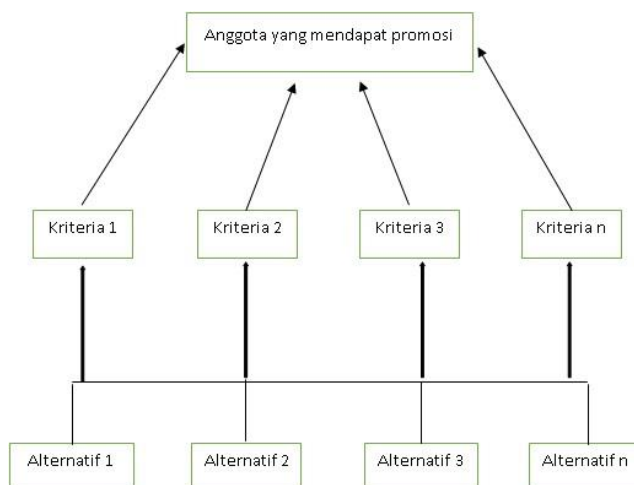 Anggota yang mendapat promosi
Kriteria 1
Kriteria 2
Kriteria 3
Kriteria n
Alternatif 1
Alternatif 2
Alternatif 3
Alternatif n